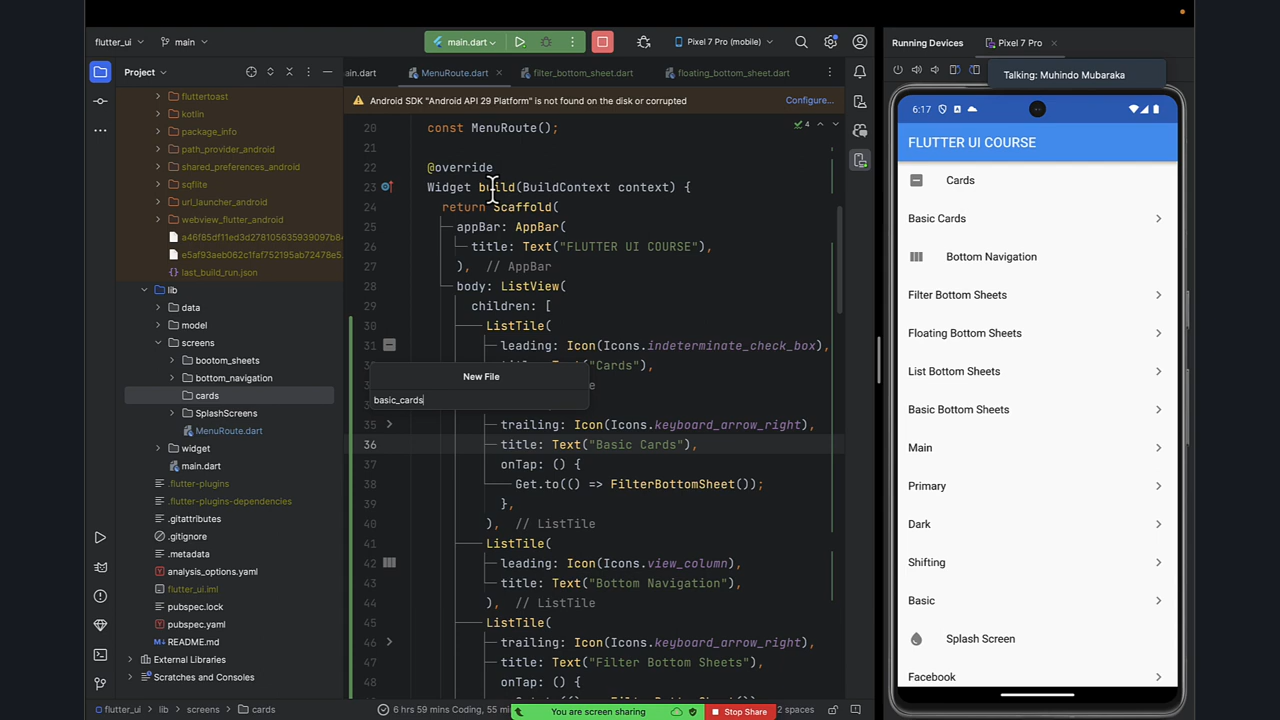 flutter_ui
main
main.dart
Pixel 7 Pro (mobile)
Running Devices
Pixel 7 Pro
Project
ain.dart
MenuRoute.dart
filter_bottom_sheet.dart
floating_bottom_sheet.dart
Talking: Muhindo Mubaraka
Android SDK "Android API 29 Platform" is not found on the disk or corrupted
Configure...
fluttertoast
kotlin
package_info
path_provider_android
shared_preferences_android
sqflite
url_launcher_android
webview_flutter_android
a46f85df11ed3d278105635939097b84
e5af93aeb062c1faf752195ab72478e5.
last_build_run.json
lib
data
model
screens
bootom_sheets
bottom_navigation
cards
SplashScreens
MenuRoute.dart
widget
main.dart
.flutter-plugins
.flutter-plugins-dependencies
.gitattributes
.gitignore
.metadata
analysis_options.yaml
flutter_ui.iml
pubspec.lock
pubspec.yaml
README.md
External Libraries
Scratches and Consoles
4
20 const MenuRoute();
21
22 @override
23 Widget build(BuildContext context) {
24 return Scaffold(
25 appBar: AppBar(
26 title: Text("FLUTTER UI COURSE"),
27 ), // AppBar
28 body: ListView(
29 children: [
30 ListTile(
31 leading: Icon(Icons.indeterminate_check_box),
"Cards"),
New File
basic_cards
35 trailing: Icon(Icons.keyboard_arrow_right),
36 title: Text("Basic Cards"),
37 onTap: () {
38 Get.to(() => FilterBottomSheet());
39 },
40 ), // ListTile
41 ListTile(
42 leading: Icon(Icons.view_column),
43 title: Text("Bottom Navigation"),
44 ), // ListTile
45 ListTile(
46 trailing: Icon(Icons.keyboard_arrow_right),
47 title: Text("Filter Bottom Sheets"),
48 onTap: () {
6:17
FLUTTER UI COURSE
Cards
Basic Cards
Bottom Navigation
Filter Bottom Sheets
Floating Bottom Sheets
List Bottom Sheets
Basic Bottom Sheets
Main
Primary
Dark
Shifting
Basic
Splash Screen
Facebook
flutter_ui
lib
screens
cards
6 hrs 59 mins Coding, 55 mi
You are screen sharing
Stop Share
2 spaces